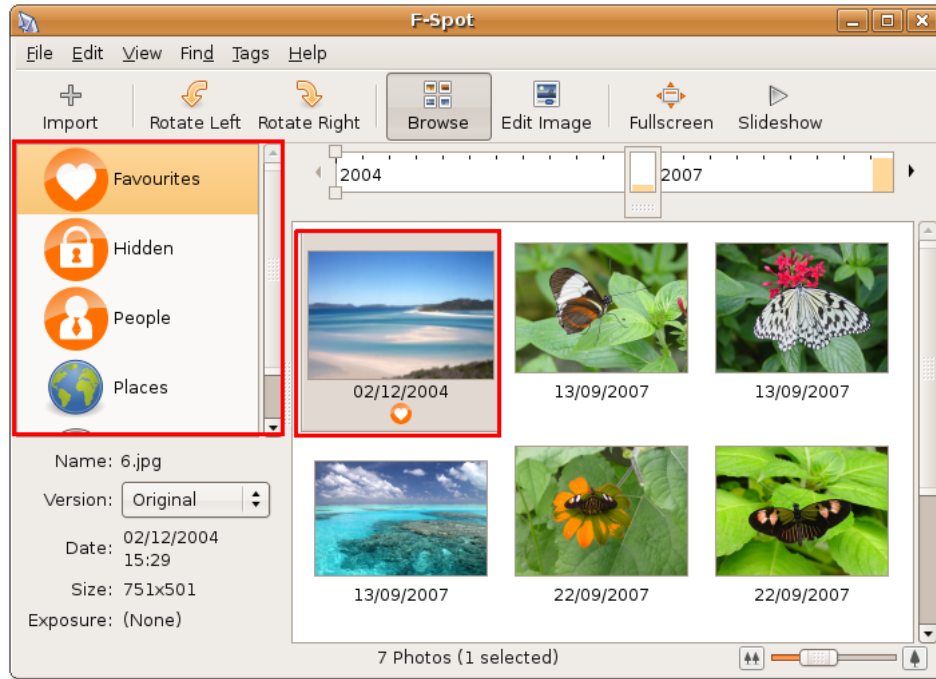 F-Spot
File Edit View Find Tags Help
Import Rotate Left Rotate Right Browse Edit Image Fullscreen Slideshow
Favourites
Hidden
People
Places
Name: 6.jpg
Version: Original
Date: 02/12/2004
15:29
Size: 751x501
Exposure: (None)
2004 2007
02/12/2004 13/09/2007 13/09/2007
13/09/2007 22/09/2007 22/09/2007
7 Photos (1 selected)